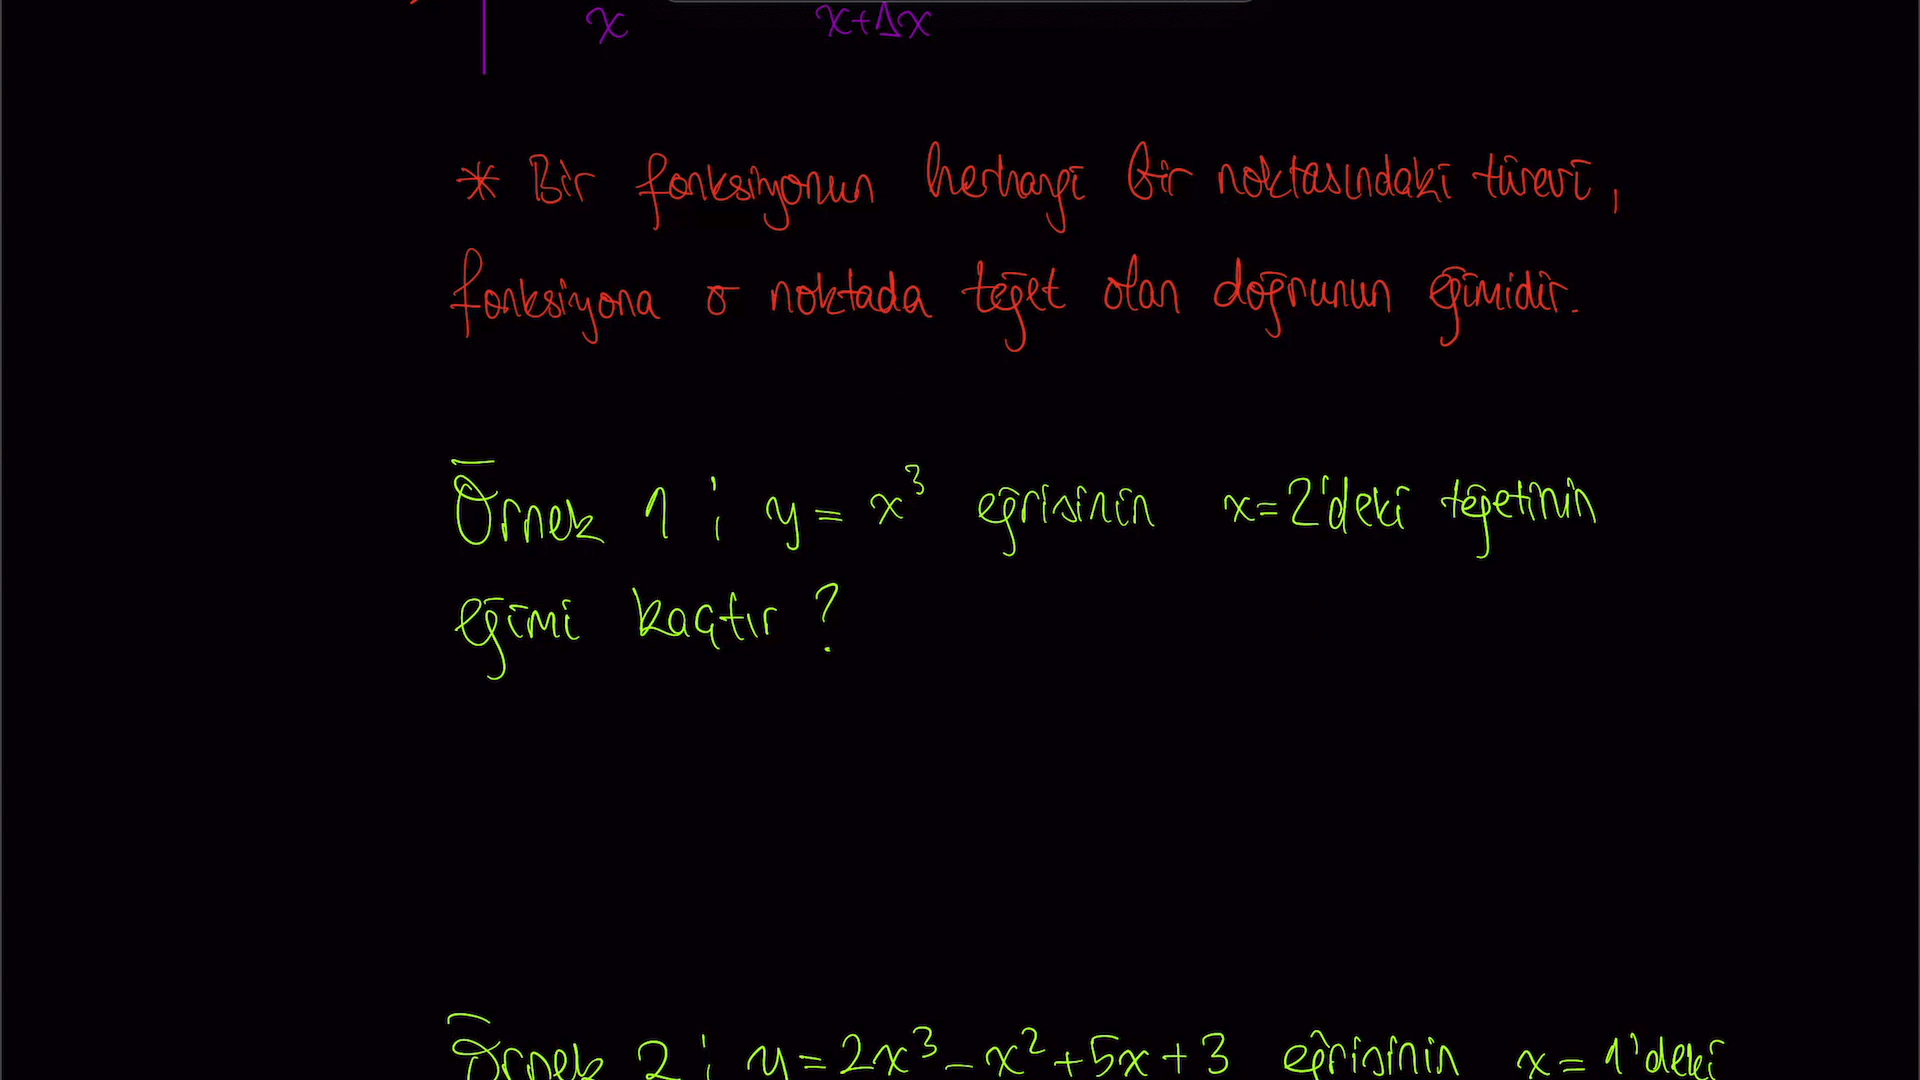 x x+Δx
* Bir fonksiyonun herhangi bir noktasındaki türevi,
fonksiyona o noktada teğet olan doğrunun eğimidir.
Örnek 1 ; y = x³ eğrisinin x=2'deki teğetinin
eğimi kaçtır ?
Örnek 2 ; y = 2x³ - x² + 5x + 3 eğrisinin x = 1'deki